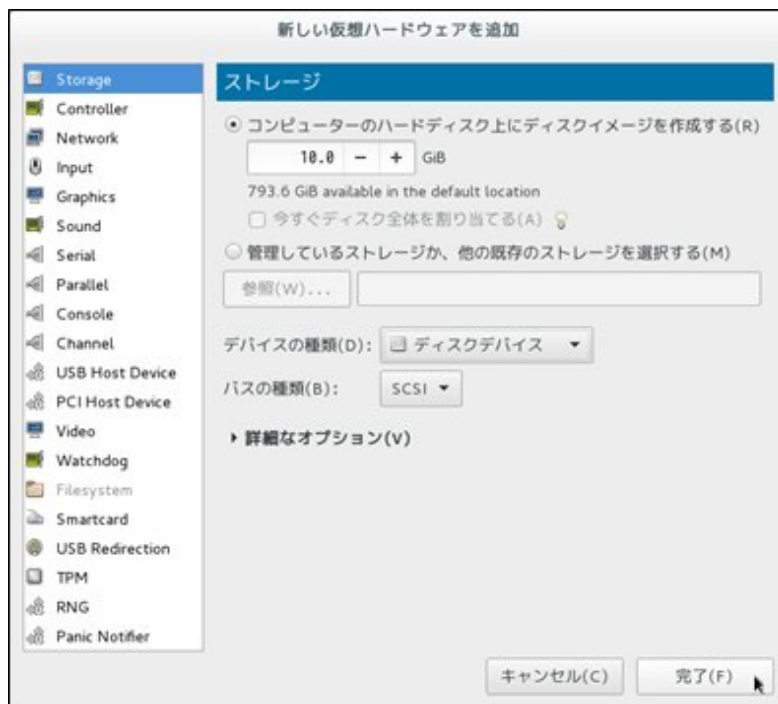 新しい仮想ハードウェアを追加
Storage
Controller
Network
Input
Graphics
Sound
Serial
Parallel
Console
Channel
USB Host Device
PCI Host Device
Video
Watchdog
Filesystem
Smartcard
USB Redirection
TPM
RNG
Panic Notifier
ストレージ
コンピューターのハードディスク上にディスクイメージを作成する(R)
10.0 − + GiB
793.6 GiB available in the default location
今すぐディスク全体を割り当てる(A)
管理しているストレージか、他の既存のストレージを選択する(M)
参照(W)...
デバイスの種類(D): ディスクデバイス
バスの種類(B): SCSI
詳細なオプション(V)
キャンセル(C) 完了(F)